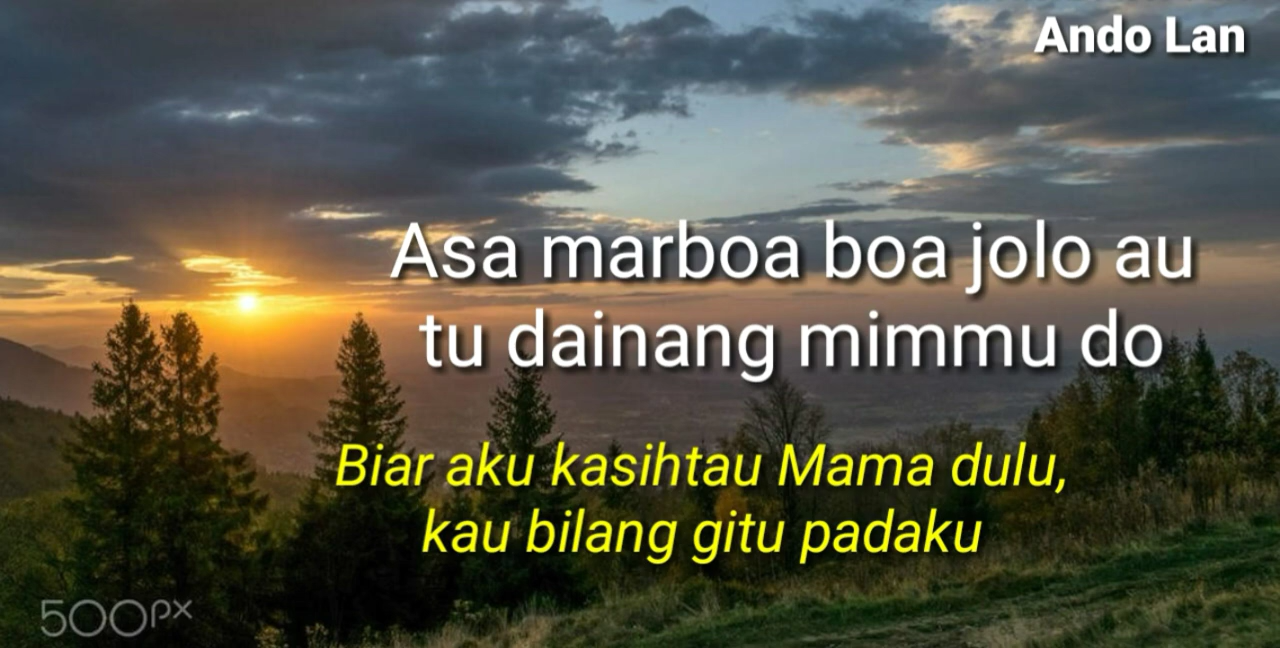 Ando Lan
Asa marboa boa jolo au
tu dainang mimmu do
Biar aku kasihtau Mama dulu,
kau bilang gitu padaku
500px